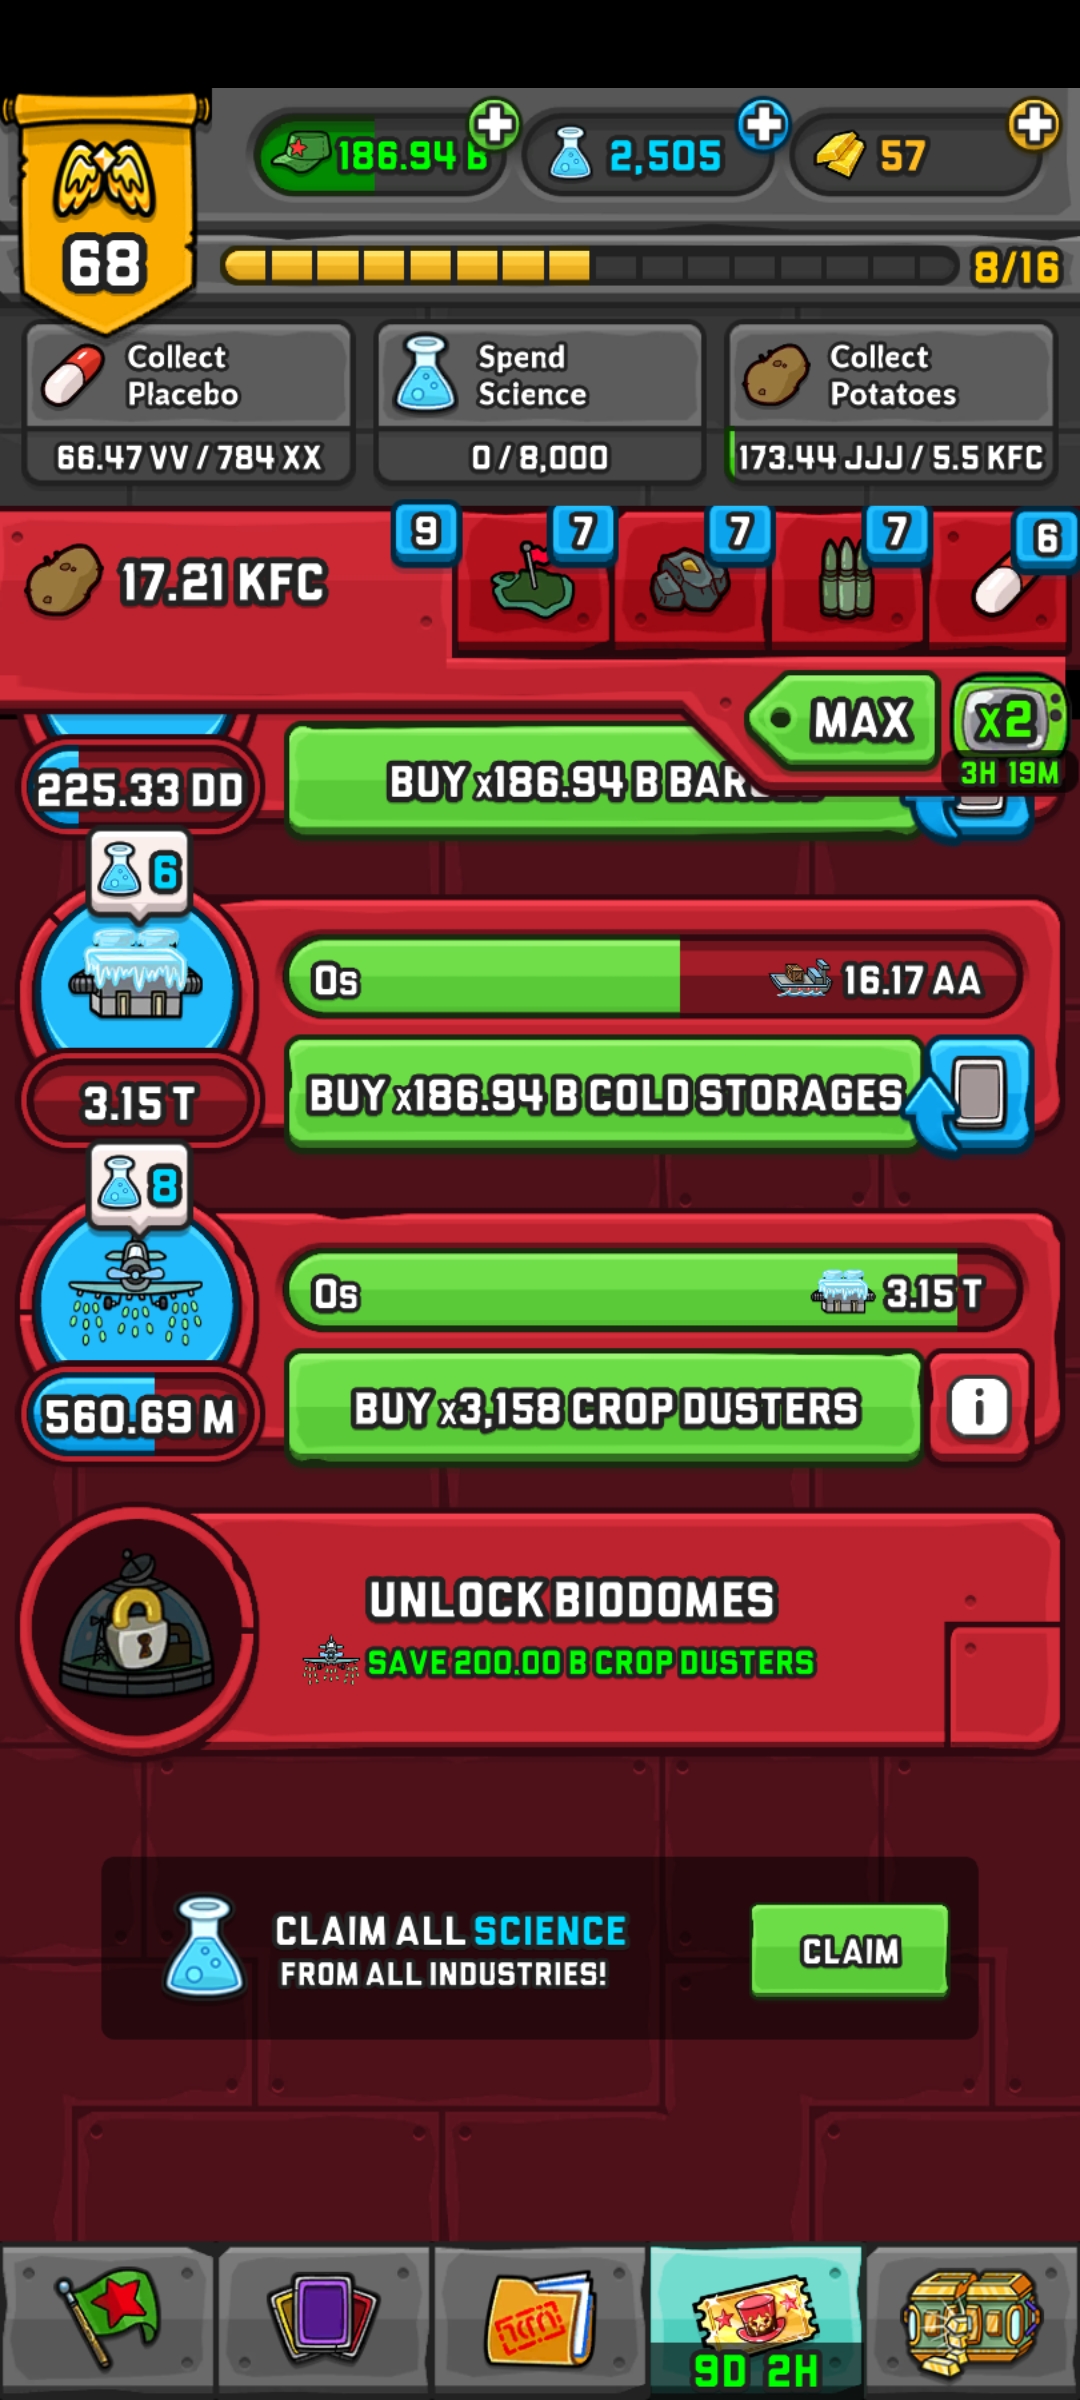 186.94 B
2,505
57
68
8/16
Collect
Placebo
66.47 VV / 784 XX
Spend
Science
0 / 8,000
Collect
Potatoes
173.44 JJJ / 5.5 KFC
17.21 KFC
9
7
7
7
6
MAX
x2
3H 19M
225.33 DD
BUY x186.94 B
6
0s
16.17 AA
3.15 T
BUY x186.94 B COLD STORAGES
8
0s
3.15 T
560.69 M
BUY x3,158 CROP DUSTERS
i
UNLOCK BIODOMES
SAVE 200.00 B CROP DUSTERS
CLAIM ALL SCIENCE
FROM ALL INDUSTRIES!
CLAIM
9D 2H